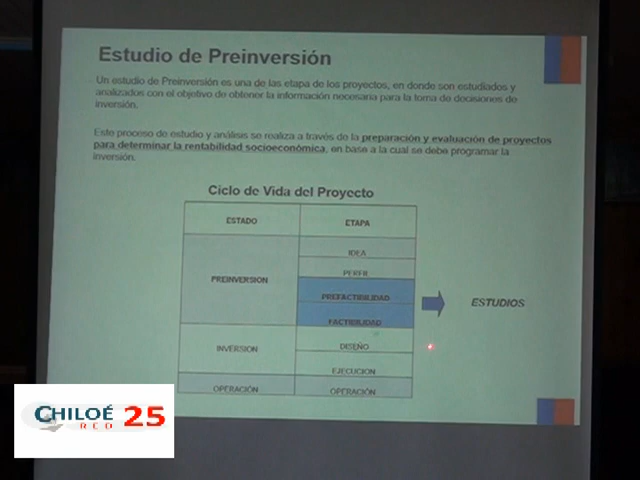 Estudio de Preinversión
Un estudio de Preinversión es una de las etapa de los proyectos, en donde son estudiados y
analizados con el objetivo de obtener la información necesaria para la toma de decisiones de
inversión.
Este proceso de estudio y análisis se realiza a través de la preparación y evaluación de proyectos
para determinar la rentabilidad socioeconómica, en base a la cual se debe programar la
inversión.
Ciclo de Vida del Proyecto
ESTADO ETAPA
PREINVERSION
IDEA
PERFIL
PREFACTIBILIDAD
FACTIBILIDAD
ESTUDIOS
INVERSION
DISEÑO
EJECUCION
OPERACIÓN OPERACIÓN
CHILOÉ 25
RED